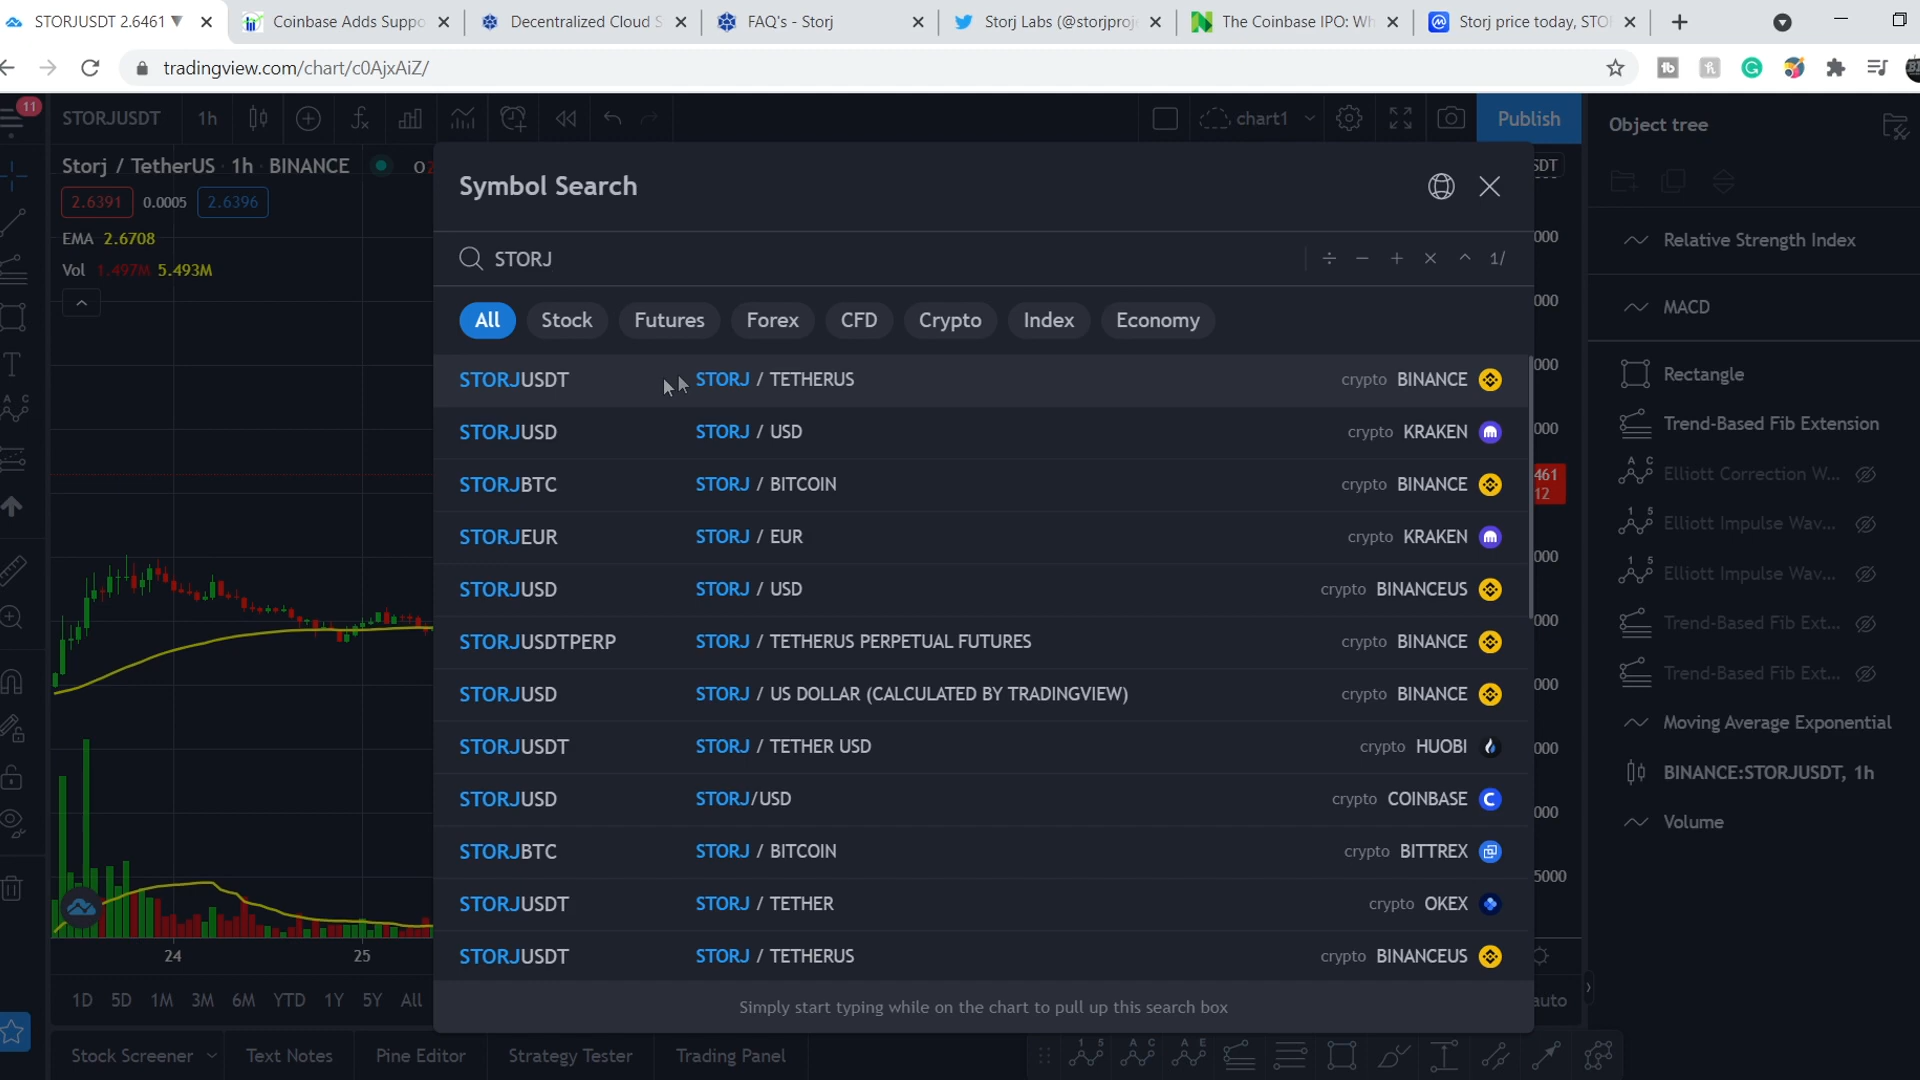 STORJUSDT 2.6461
Coinbase Adds Suppo
Decentralized Cloud S
FAQ's - Storj
Storj Labs (@storjproj
The Coinbase IPO: Wh
Storj price today, STO
tradingview.com/chart/c0AjxAiZ/
11
STORJUSDT
1h
chart1
Publish
Object tree
Storj / TetherUS 1h BINANCE
2.6391
0.0005
2.6396
EMA 2.6708
Vol 1.497M 5.493M
Symbol Search
STORJ
÷ − + × ^ 1/
All
Stock
Futures
Forex
CFD
Crypto
Index
Economy
STORJUSDT STORJ / TETHERUS crypto BINANCE
STORJUSD STORJ / USD crypto KRAKEN
STORJBTC STORJ / BITCOIN crypto BINANCE
STORJEUR STORJ / EUR crypto KRAKEN
STORJUSD STORJ / USD crypto BINANCEUS
STORJUSDTPERP STORJ / TETHERUS PERPETUAL FUTURES crypto BINANCE
STORJUSD STORJ / US DOLLAR (CALCULATED BY TRADINGVIEW) crypto BINANCE
STORJUSDT STORJ / TETHER USD crypto HUOBI
STORJUSD STORJ/USD crypto COINBASE
STORJBTC STORJ / BITCOIN crypto BITTREX
STORJUSDT STORJ / TETHER crypto OKEX
STORJUSDT STORJ / TETHERUS crypto BINANCEUS
Simply start typing while on the chart to pull up this search box
Relative Strength Index
MACD
Rectangle
Trend-Based Fib Extension
Elliott Correction W...
Elliott Impulse Wav...
Elliott Impulse Wav...
Trend-Based Fib Ext...
Trend-Based Fib Ext...
Moving Average Exponential
BINANCE:STORJUSDT, 1h
Volume
24
25
1D 5D 1M 3M 6M YTD 1Y 5Y All
auto
Stock Screener
Text Notes
Pine Editor
Strategy Tester
Trading Panel